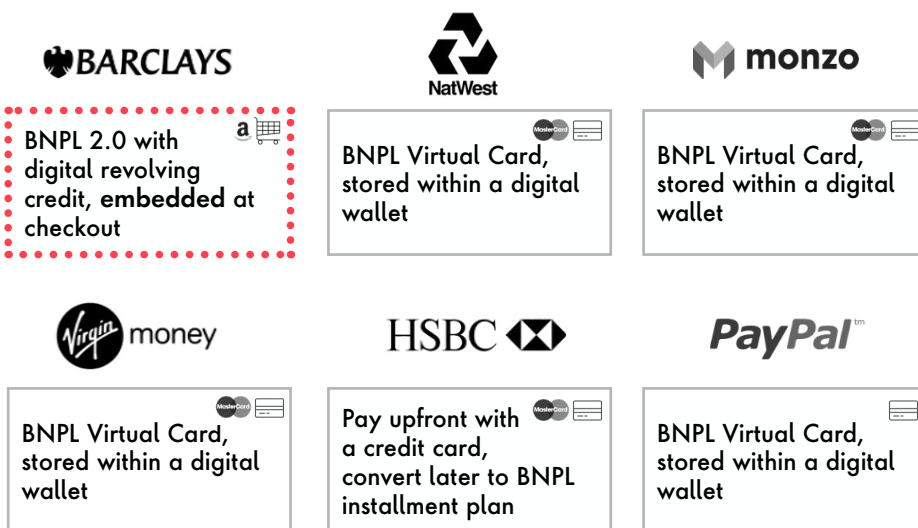 BARCLAYS
NatWest
monzo
a
BNPL 2.0 with
digital revolving
credit, embedded at
checkout
MasterCard
BNPL Virtual Card,
stored within a digital
wallet
MasterCard
BNPL Virtual Card,
stored within a digital
wallet
Virgin money
HSBC
PayPal™
MasterCard
BNPL Virtual Card,
stored within a digital
wallet
MasterCard
Pay upfront with
a credit card,
convert later to BNPL
installment plan
BNPL Virtual Card,
stored within a digital
wallet